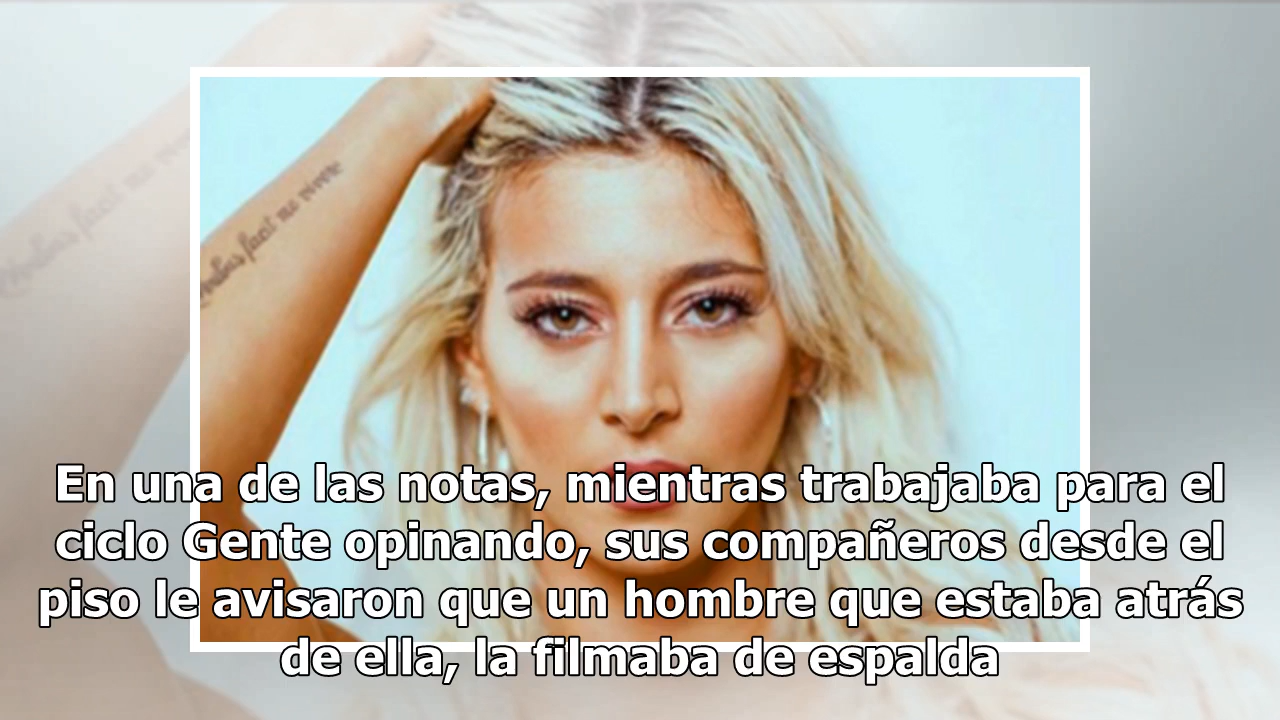 En una de las notas, mientras trabajaba para el
ciclo Gente opinando, sus compañeros desde el
piso le avisaron que un hombre que estaba atrás
de ella, la filmaba de espalda